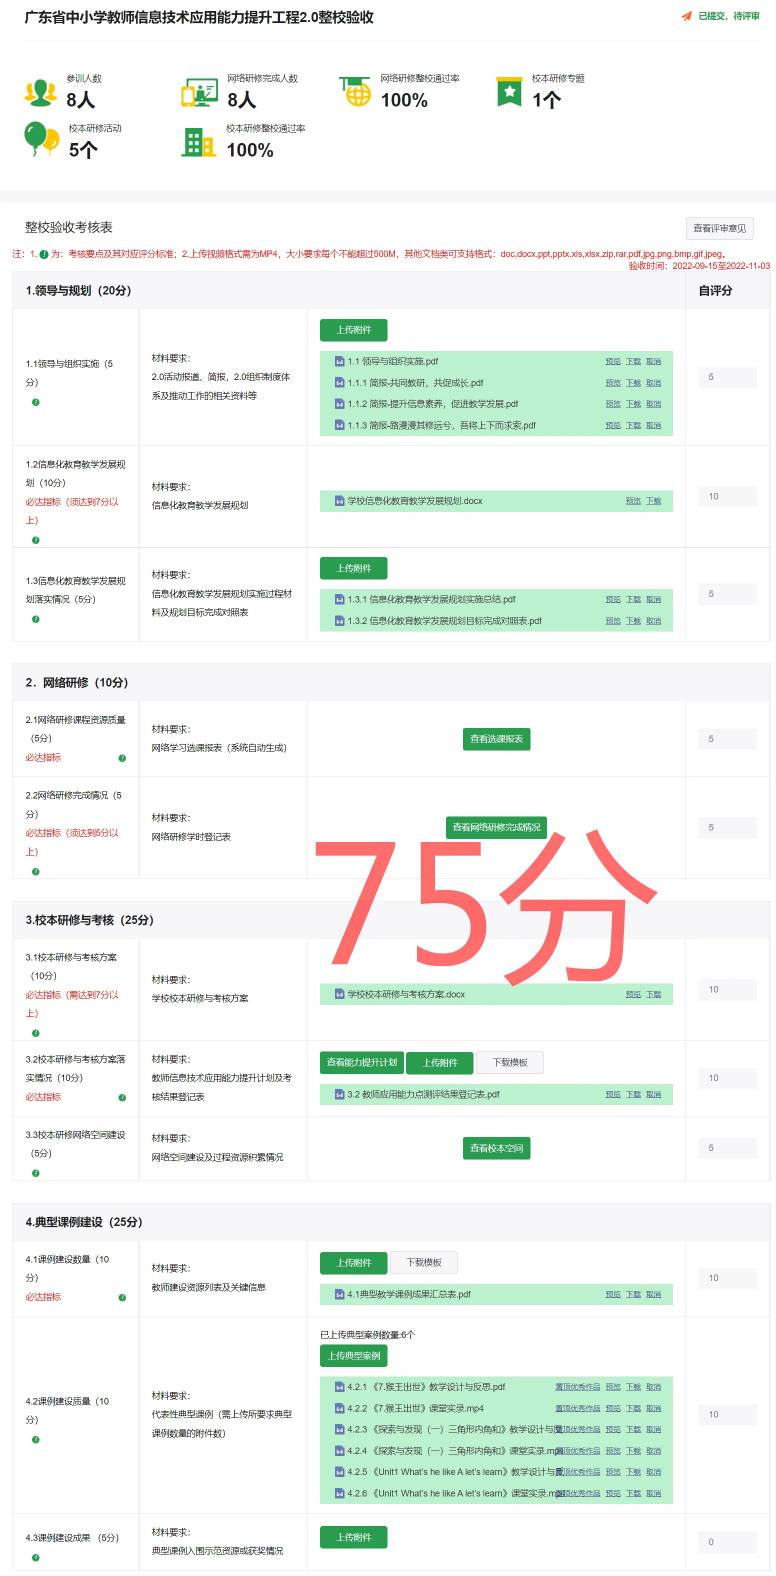 广东省中小学教师信息技术应用能力提升工程2.0整校验收
已提交，待评审
参训人数
8人
网络研修完成人数
8人
网络研修整校通过率
100%
校本研修专题
1个
校本研修活动
5个
校本研修整校通过率
100%
整校验收考核表
查看评审意见
注：1. 为：考核要点及其对应评分标准；2.上传视频格式需为MP4，大小要求每个不能超过500M，其他文档类可支持格式：doc,docx,ppt,pptx,xls,xlsx,zip,rar,pdf,jpg,png,bmp,gif,jpeg。
验收时间：2022-09-15至2022-11-03
1.领导与规划（20分）
自评分
1.1领导与组织实施（5
分）
材料要求：
2.0活动报道、简报，2.0组织制度体
系及推动工作的相关资料等
上传附件
1.1 领导与组织实施.pdf 预览 下载 取消
1.1.1 简报-共同教研，共促成长.pdf 预览 下载 取消
1.1.2 简报-提升信息素养，促进教学发展.pdf 预览 下载 取消
1.1.3 简报-路漫漫其修远兮，吾将上下而求索.pdf 预览 下载 取消
5
1.2信息化教育教学发展规
划（10分）
必达指标（须达到7分以
上）
材料要求：
信息化教育教学发展规划
学校信息化教育教学发展规划.docx 预览 下载
10
1.3信息化教育教学发展规
划落实情况（5分）
材料要求：
信息化教育教学发展规划实施过程材
料及规划目标完成对照表
上传附件
1.3.1 信息化教育教学发展规划实施总结.pdf 预览 下载 取消
1.3.2 信息化教育教学发展规划目标完成对照表.pdf 预览 下载 取消
5
2．网络研修（10分）
2.1网络研修课程资源质量
（5分）
必达指标
材料要求：
网络学习选课报表（系统自动生成）
查看选课报表
5
2.2网络研修完成情况（5
分）
必达指标（须达到5分以
上）
材料要求：
网络研修学时登记表
查看网络研修完成情况
5
75分
3.校本研修与考核（25分）
3.1校本研修与考核方案
（10分）
必达指标（需达到7分以
上）
材料要求：
学校校本研修与考核方案
学校校本研修与考核方案.docx 预览 下载
10
3.2校本研修与考核方案落
实情况（10分）
必达指标
材料要求：
教师信息技术应用能力提升计划及考
核结果登记表
查看能力提升计划 上传附件 下载模板
3.2 教师应用能力点测评结果登记表.pdf 预览 下载 取消
10
3.3校本研修网络空间建设
（5分）
材料要求：
网络空间建设及过程资源积累情况
查看校本空间
5
4.典型课例建设（25分）
4.1课例建设数量（10
分）
必达指标
材料要求：
教师建设资源列表及关键信息
上传附件 下载模板
4.1典型教学课例成果汇总表.pdf 预览 下载 取消
10
4.2课例建设质量（10
分）
材料要求：
代表性典型课例（需上传所要求典型
课例数量的附件数）
已上传典型案例数量:6个
上传典型案例
4.2.1 《7.猴王出世》教学设计与反思.pdf 置顶优秀作品 预览 下载 取消
4.2.2 《7.猴王出世》课堂实录.mp4 置顶优秀作品 预览 下载 取消
4.2.3 《探索与发现（一）三角形内角和》教学设计与 置顶优秀作品 预览 下载 取消
4.2.4 《探索与发现（一）三角形内角和》课堂实录.mp 置顶优秀作品 预览 下载 取消
4.2.5 《Unit1 What's he like A let's learn》教学设计与 置顶优秀作品 预览 下载 取消
4.2.6 《Unit1 What's he like A let's learn》课堂实录.mp4 置顶优秀作品 预览 下载 取消
10
4.3课例建设成果 （5分）
材料要求：
典型课例入围示范资源或获奖情况
上传附件
0